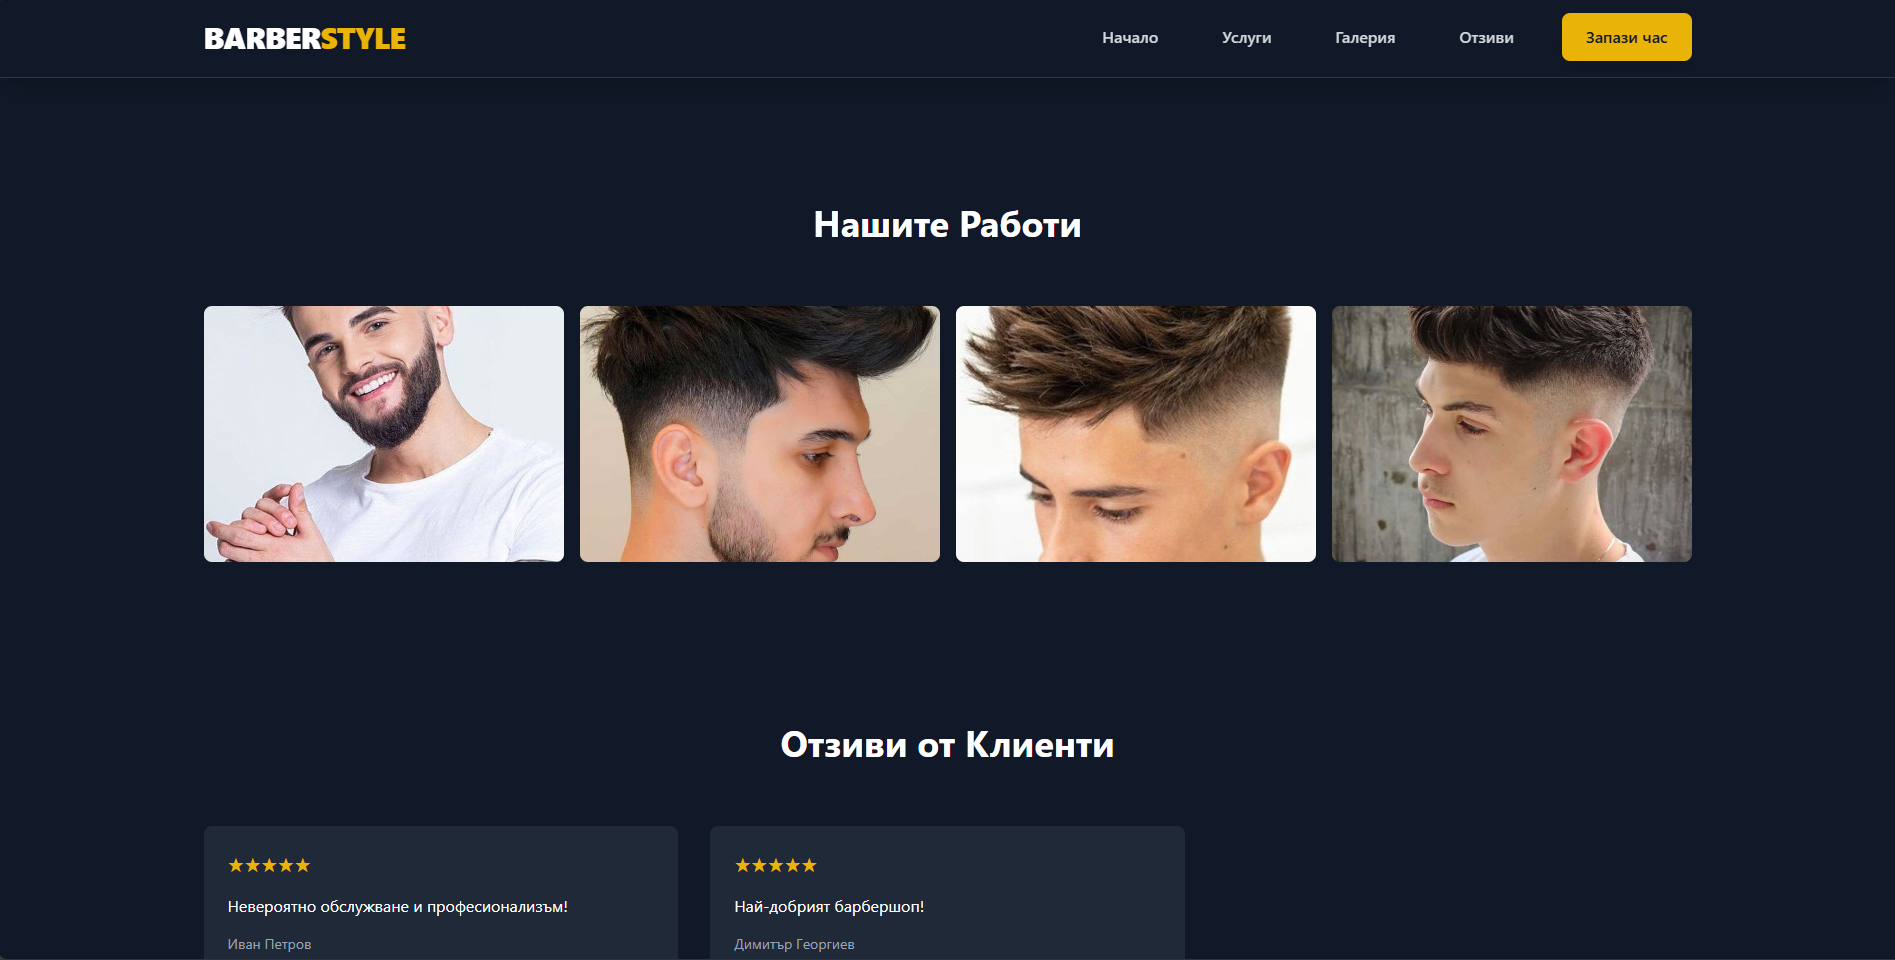 BARBERSTYLE
Начало
Услуги
Галерия
Отзиви
Запази час
Нашите Работи
Отзиви от Клиенти
★★★★★
Невероятно обслужване и професионализъм!
Иван Петров
★★★★★
Най-добрият барбершоп!
Димитър Георгиев